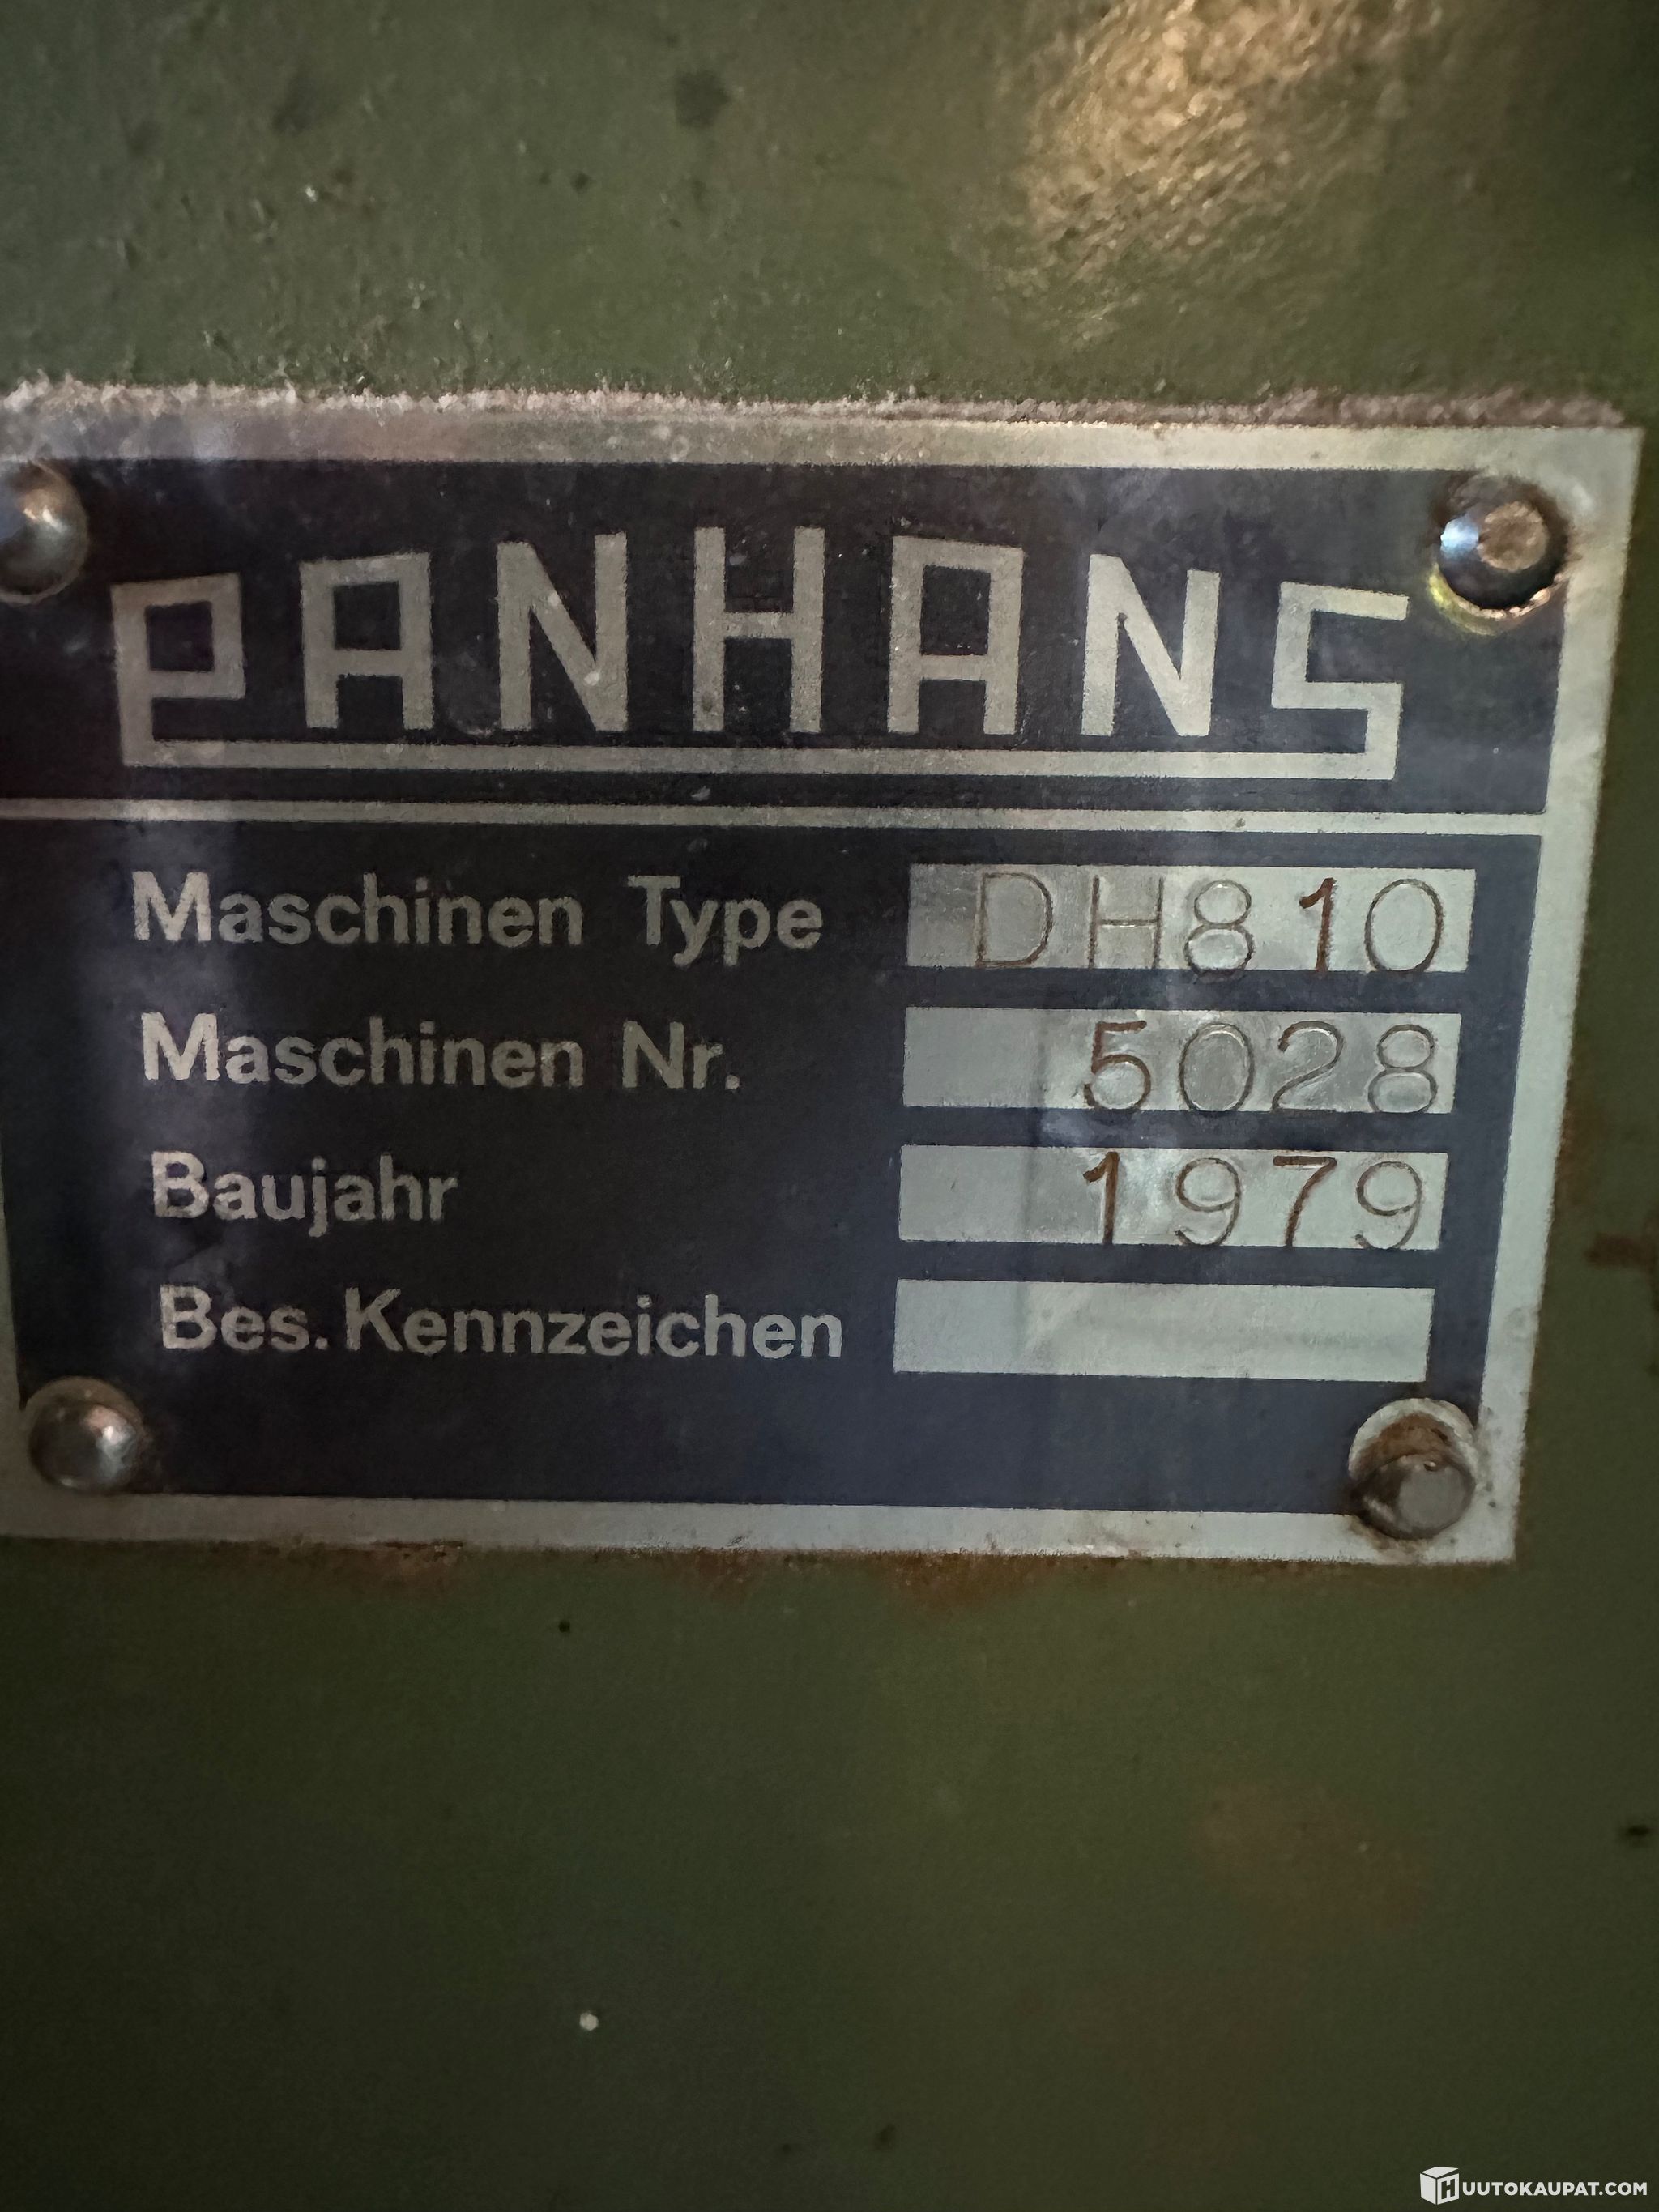 PANHANS
Maschinen Type DH810
Maschinen Nr. 5028
Baujahr 1979
Bes. Kennzeichen
HUUTOKAUPAT.COM